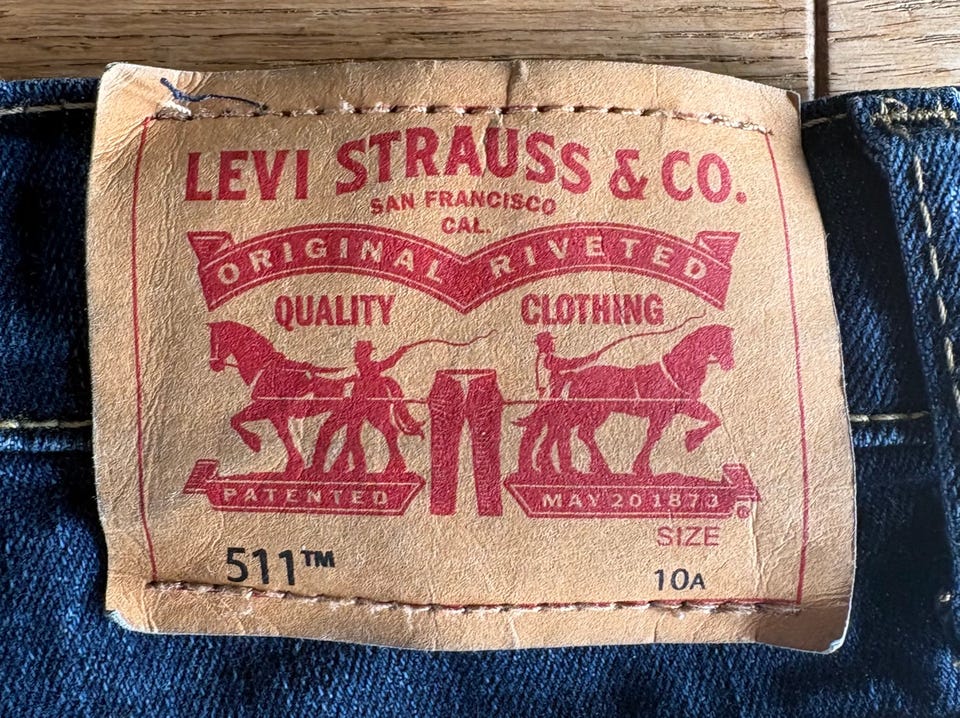 LEVI STRAUSS & CO.
SAN FRANCISCO
CAL.
ORIGINAL RIVETED
QUALITY CLOTHING
PATENTED MAY 20 1873
®
SIZE
511™ 10A